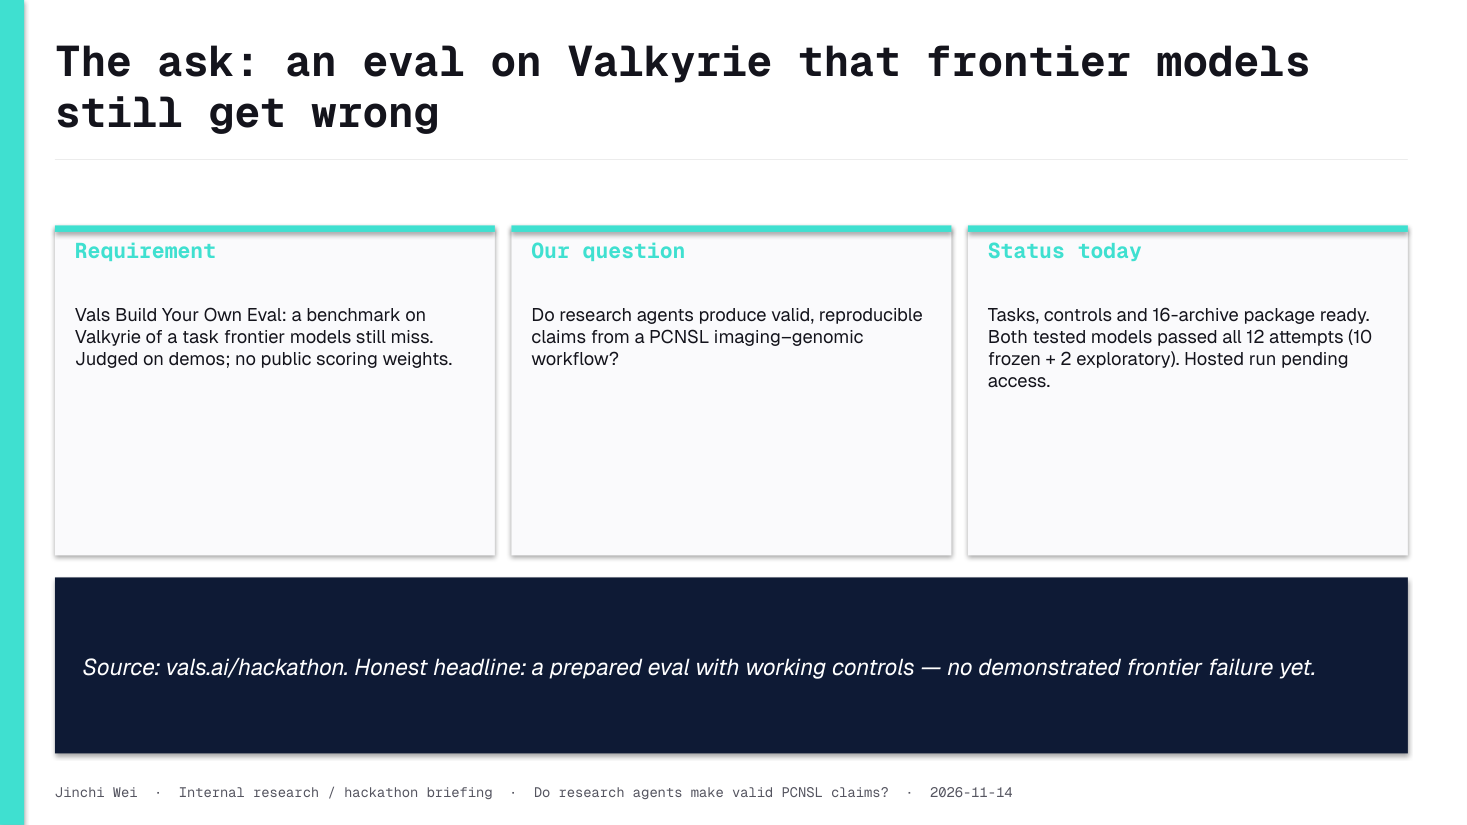 The ask: an eval on Valkyrie that frontier models
still get wrong
Requirement
Vals Build Your Own Eval: a benchmark on
Valkyrie of a task frontier models still miss.
Judged on demos; no public scoring weights.
Our question
Do research agents produce valid, reproducible
claims from a PCNSL imaging–genomic
workflow?
Status today
Tasks, controls and 16-archive package ready.
Both tested models passed all 12 attempts (10
frozen + 2 exploratory). Hosted run pending
access.
Source: vals.ai/hackathon. Honest headline: a prepared eval with working controls — no demonstrated frontier failure yet.
Jinchi Wei · Internal research / hackathon briefing · Do research agents make valid PCNSL claims? · 2026-11-14